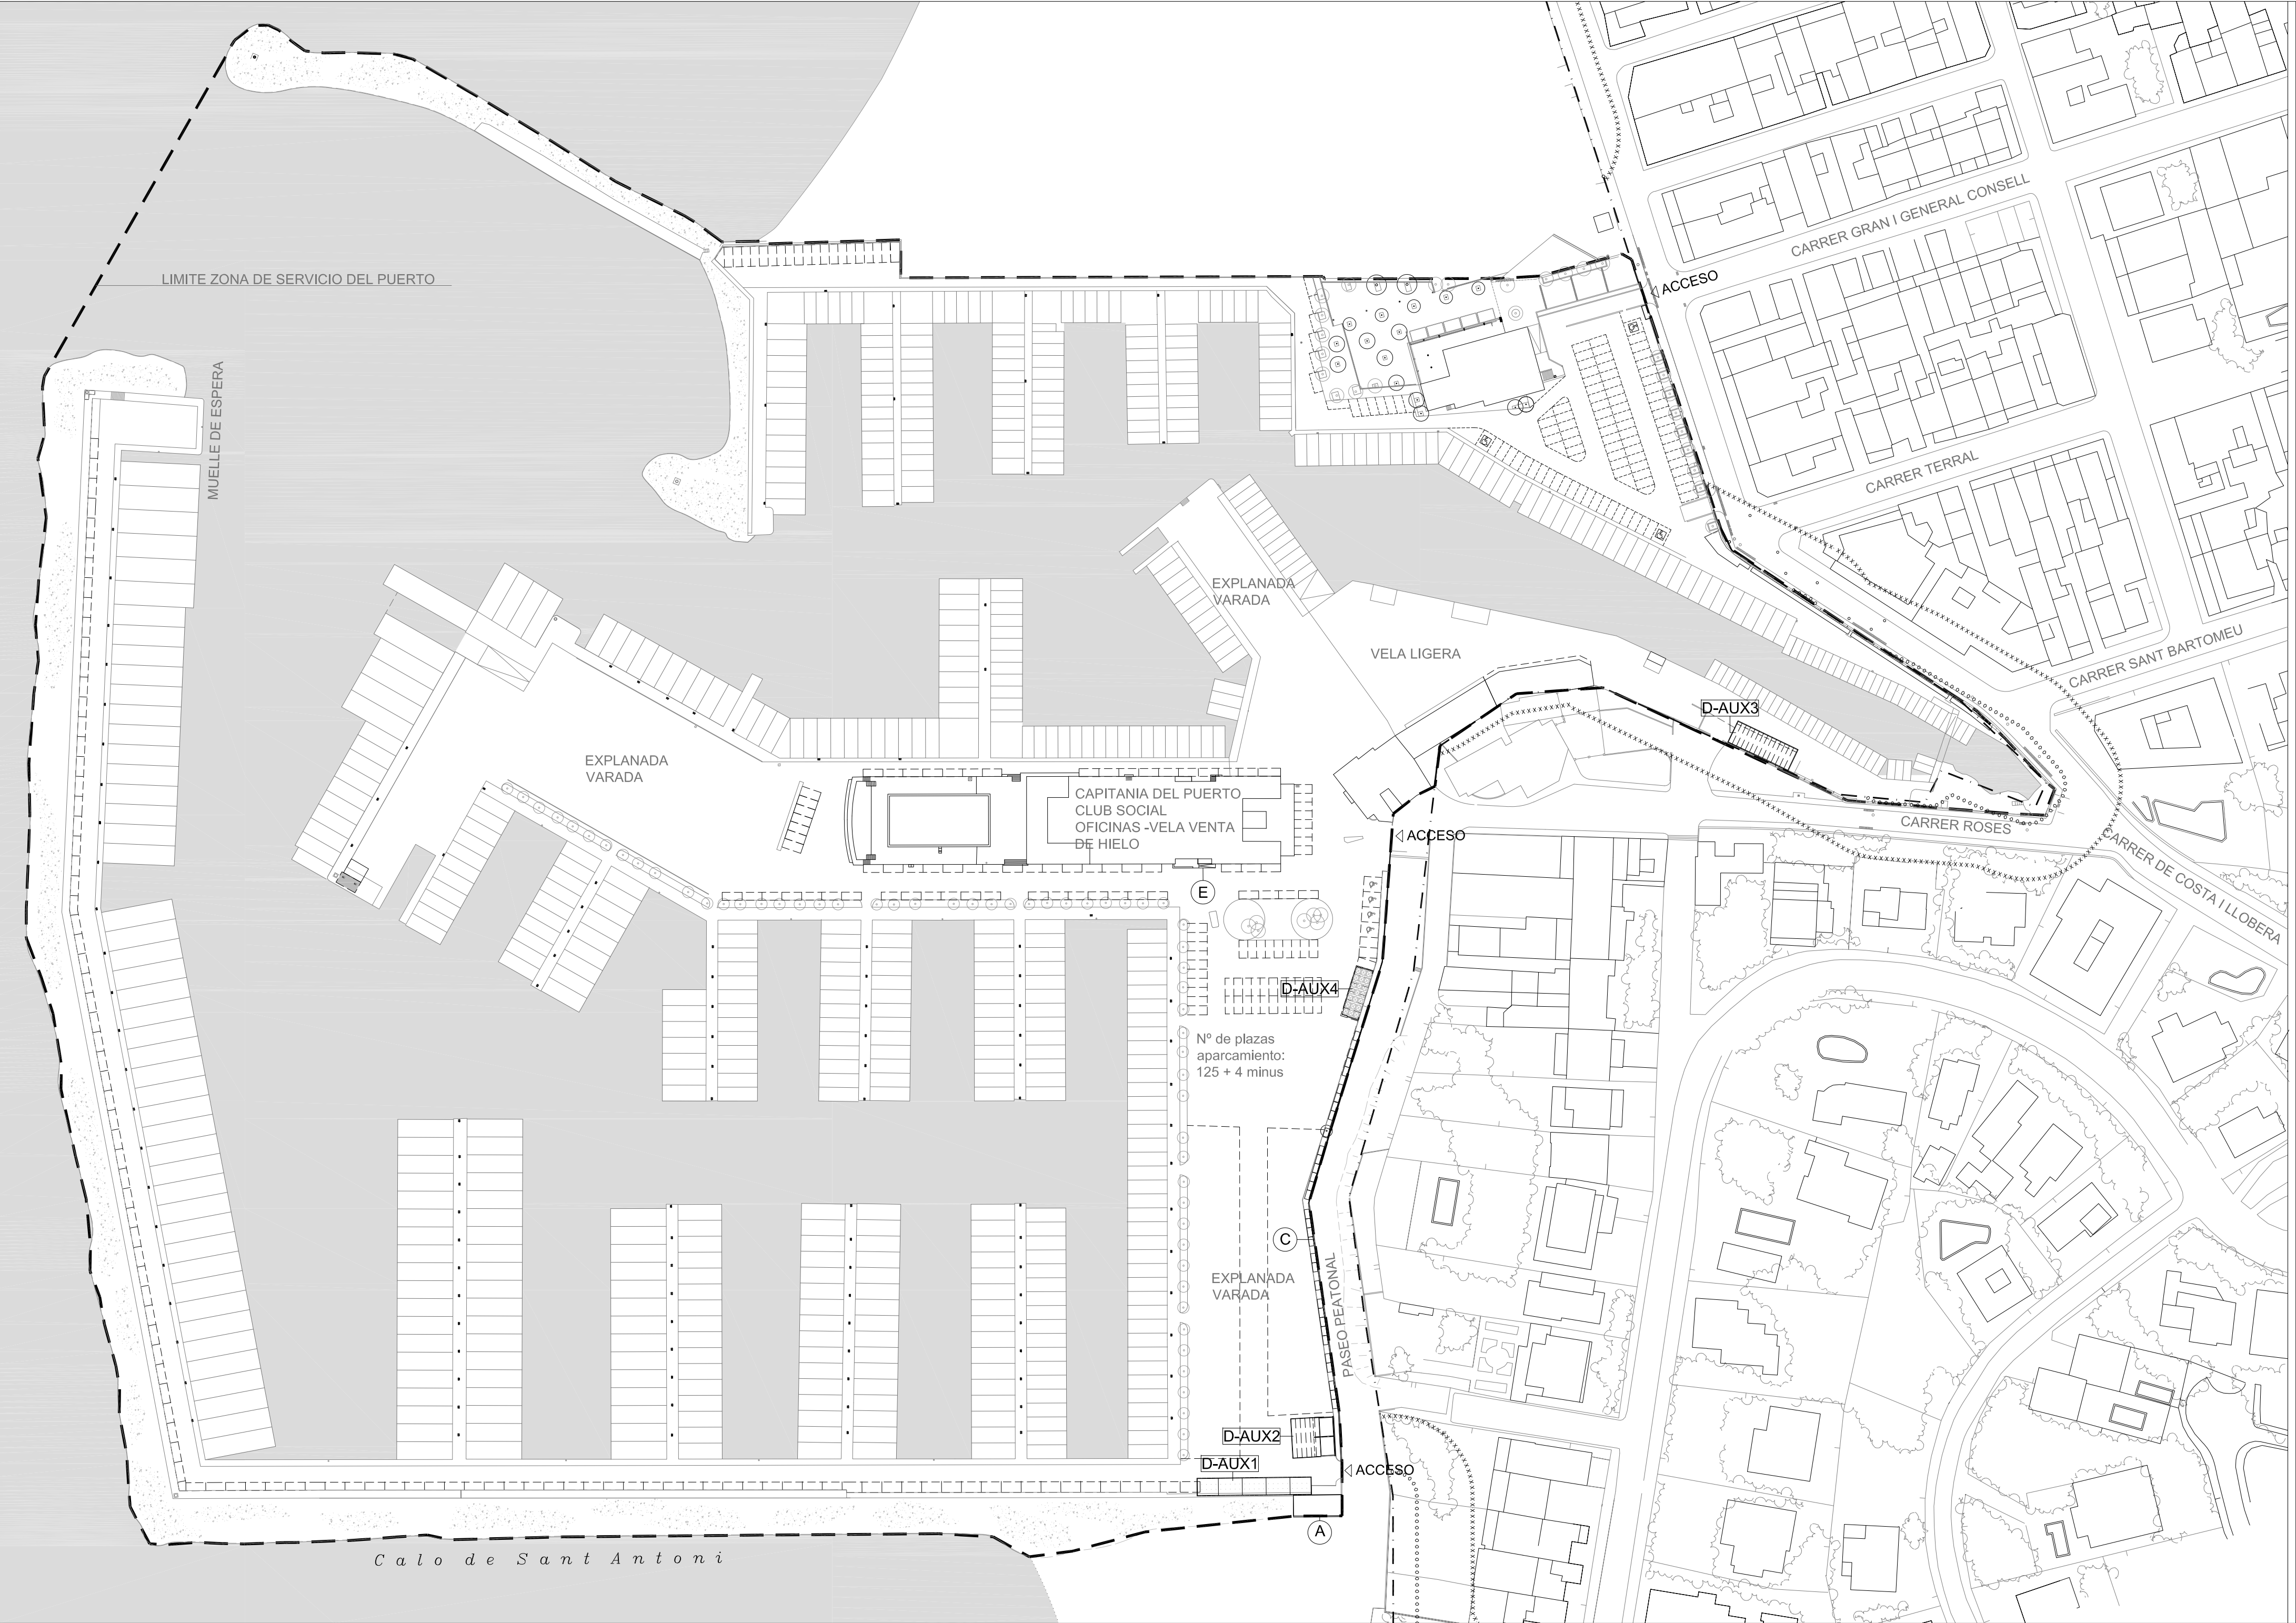 CARRER GRAN I GENERAL CONSELL
ACCESO
LIMITE ZONA DE SERVICIO DEL PUERTO
MUELLE DE ESPERA
CARRER TERRAL
EXPLANADA
VARADA
VELA LIGERA
CARRER SANT BARTOMEU
D-AUX3
EXPLANADA
VARADA
CAPITANIA DEL PUERTO
CLUB SOCIAL
OFICINAS -VELA VENTA
DE HIELO
ACCESO
CARRER ROSES
CARRER DE COSTA I LLOBERA
E
D-AUX4
Nº de plazas
aparcamiento:
125 + 4 minus
C
EXPLANADA
VARADA
PASEO PEATONAL
D-AUX2
D-AUX1
ACCESO
A
Calo de Sant Antoni